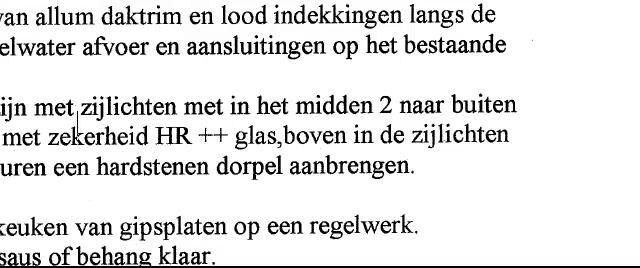 van allum daktrim en lood indekkingen langs de
elwater afvoer en aansluitingen op het bestaande
ijn met zijlichten met in het midden 2 naar buiten
met zekerheid HR ++ glas,boven in de zijlichten
uren een hardstenen dorpel aanbrengen.
keuken van gipsplaten op een regelwerk.
saus of behang klaar.